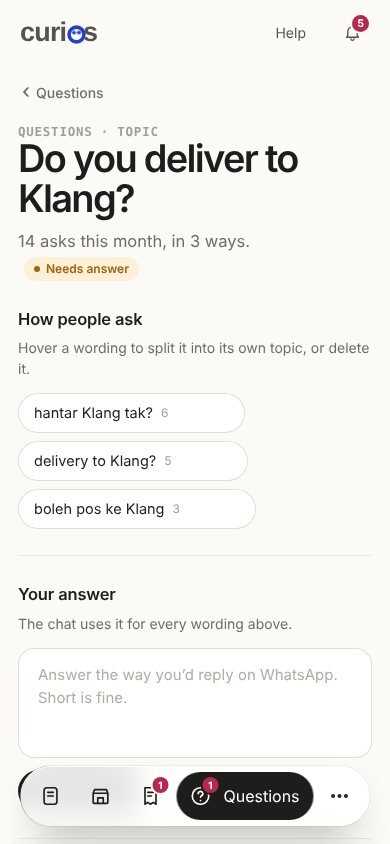 curios
Help
5
Questions
QUESTIONS · TOPIC
Do you deliver to
Klang?
14 asks this month, in 3 ways.
Needs answer
How people ask
Hover a wording to split it into its own topic, or delete
it.
hantar Klang tak? 6
delivery to Klang? 5
boleh pos ke Klang 3
Your answer
The chat uses it for every wording above.
Answer the way you’d reply on WhatsApp.
Short is fine.
1
1
Questions